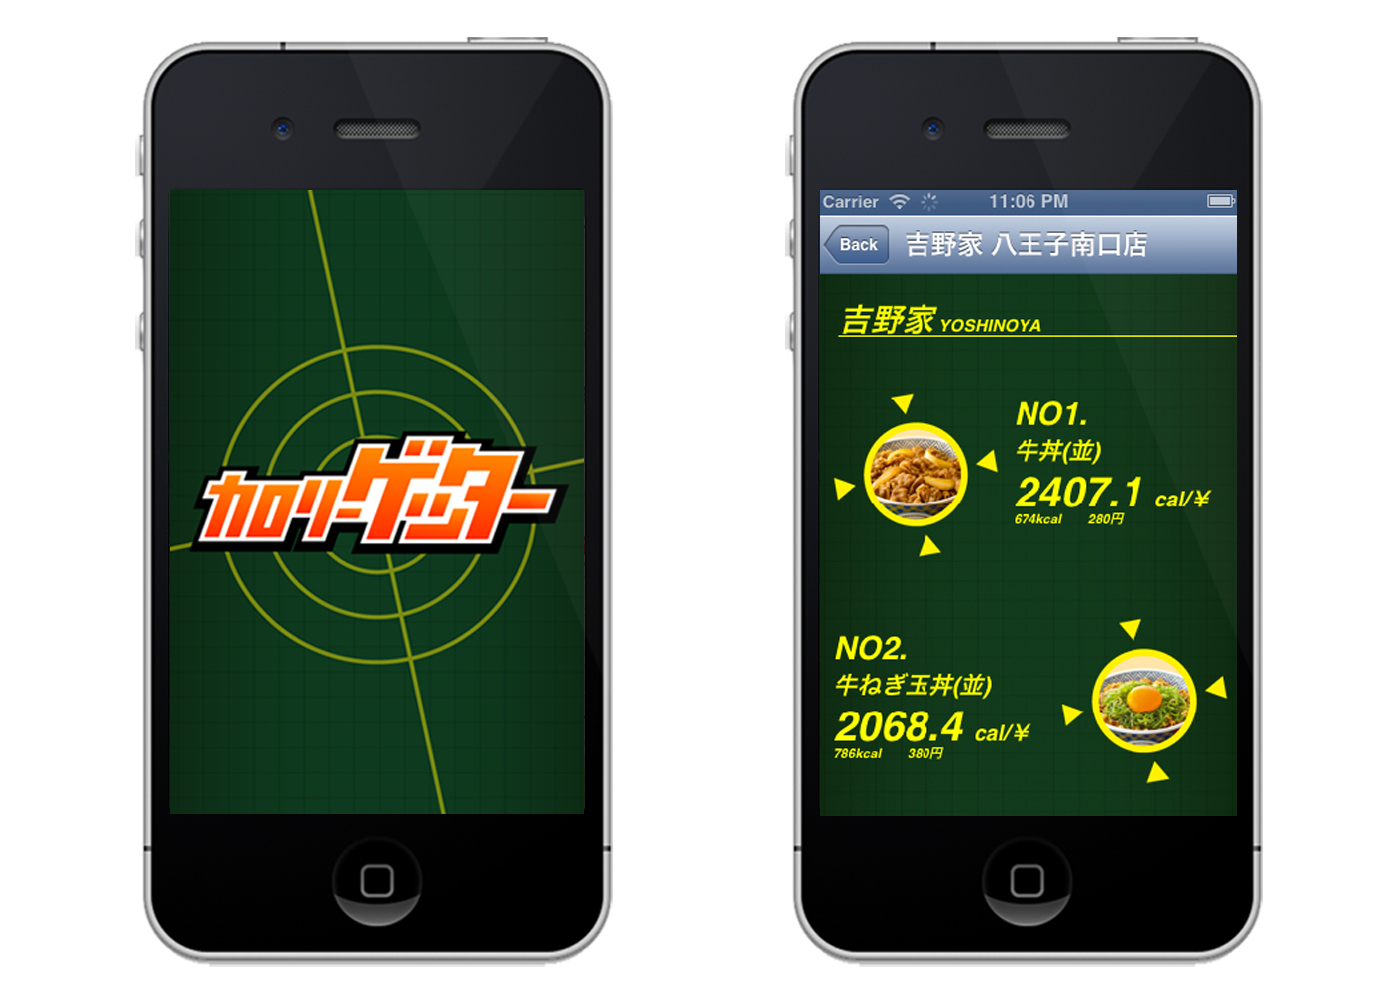 カロリーゲッター
Carrier 11:06 PM
Back 吉野家 八王子南口店
吉野家 YOSHINOYA
NO1.
牛丼(並)
2407.1 cal/¥
674kcal 280円
NO2.
牛ねぎ玉丼(並)
2068.4 cal/¥
786kcal 380円